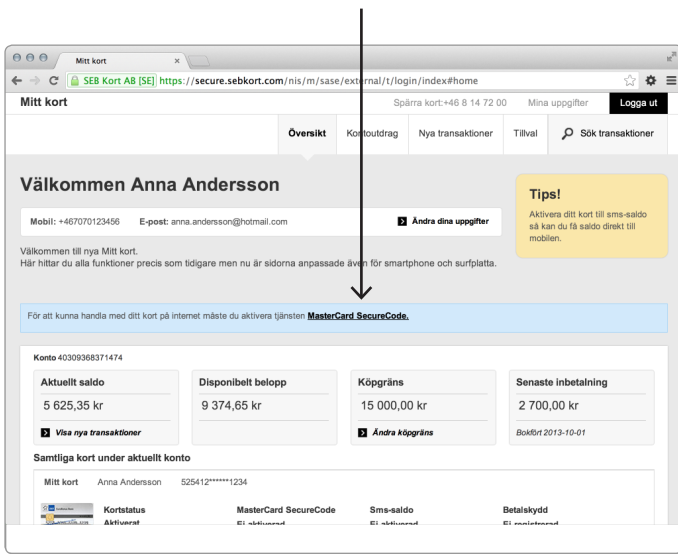 Mitt kort
SEB Kort AB [SE] https://secure.sebkort.com/nis/m/sase/external/t/login/index#home
Mitt kort
Spärra kort:+46 8 14 72 00 Mina uppgifter Logga ut
Översikt Kontoutdrag Nya transaktioner Tillval Sök transaktioner
Välkommen Anna Andersson
Mobil: +467070123456 E-post: anna.andersson@hotmail.com Ändra dina uppgifter
Tips!
Aktivera ditt kort till sms-saldo
så kan du få saldo direkt till
mobilen.
Välkommen till nya Mitt kort.
Här hittar du alla funktioner precis som tidigare men nu är sidorna anpassade även för smartphone och surfplatta.
För att kunna handla med ditt kort på internet måste du aktivera tjänsten MasterCard SecureCode.
Konto 40309368371474
Aktuellt saldo
5 625,35 kr
Visa nya transaktioner
Disponibelt belopp
9 374,65 kr
Köpgräns
15 000,00 kr
Ändra köpgräns
Senaste inbetalning
2 700,00 kr
Bokfört 2013-10-01
Samtliga kort under aktuellt konto
Mitt kort Anna Andersson 525412******1234
Kortstatus MasterCard SecureCode Sms-saldo Betalskydd
Aktiverat Ej aktiverad Ej aktiverad Ej registrerad